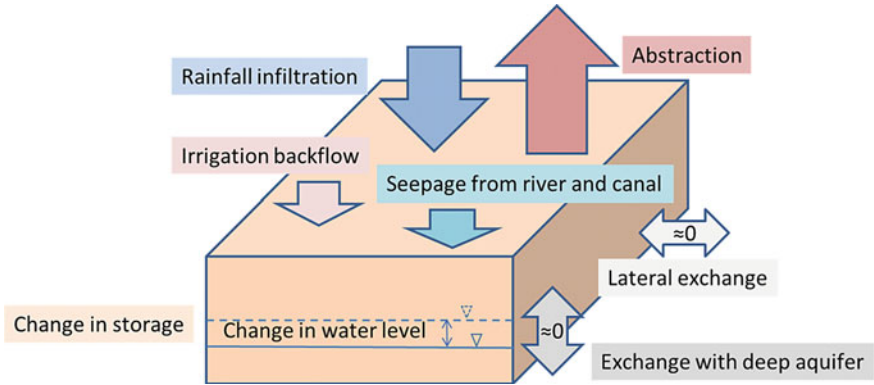 Abstraction
Rainfall infiltration
Irrigation backflow
Seepage from river and canal
≈0
Lateral exchange
Change in storage
Change in water level
≈0
Exchange with deep aquifer